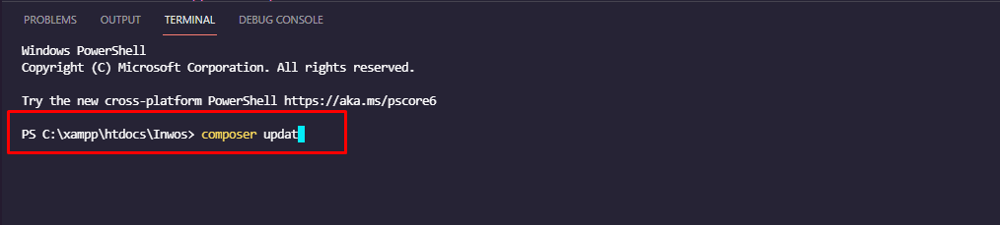 PROBLEMS OUTPUT TERMINAL DEBUG CONSOLE
Windows PowerShell
Copyright (C) Microsoft Corporation. All rights reserved.
Try the new cross-platform PowerShell https://aka.ms/pscore6
PS C:\xampp\htdocs\Inwos> composer updat